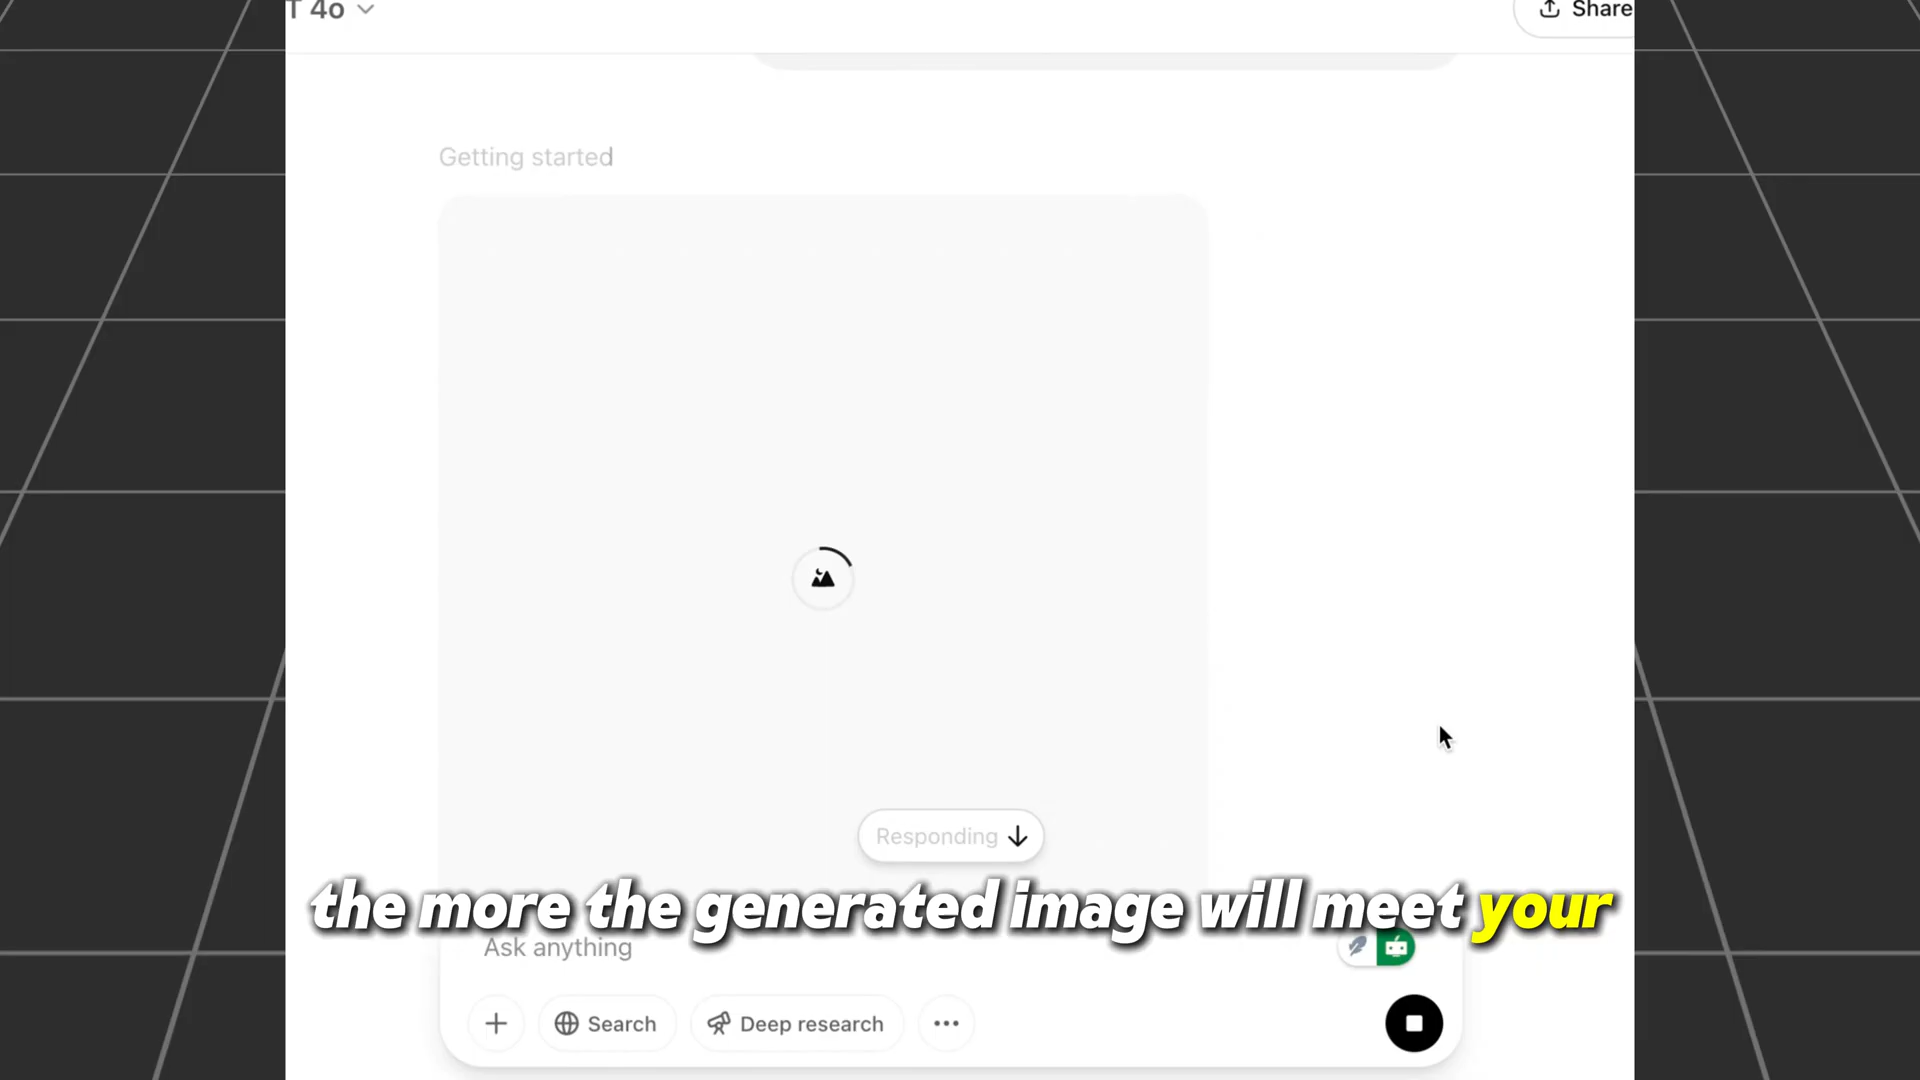 T 4o
Share
Getting started
Responding
the more the generated image will meet your
Ask anything
Search
Deep research